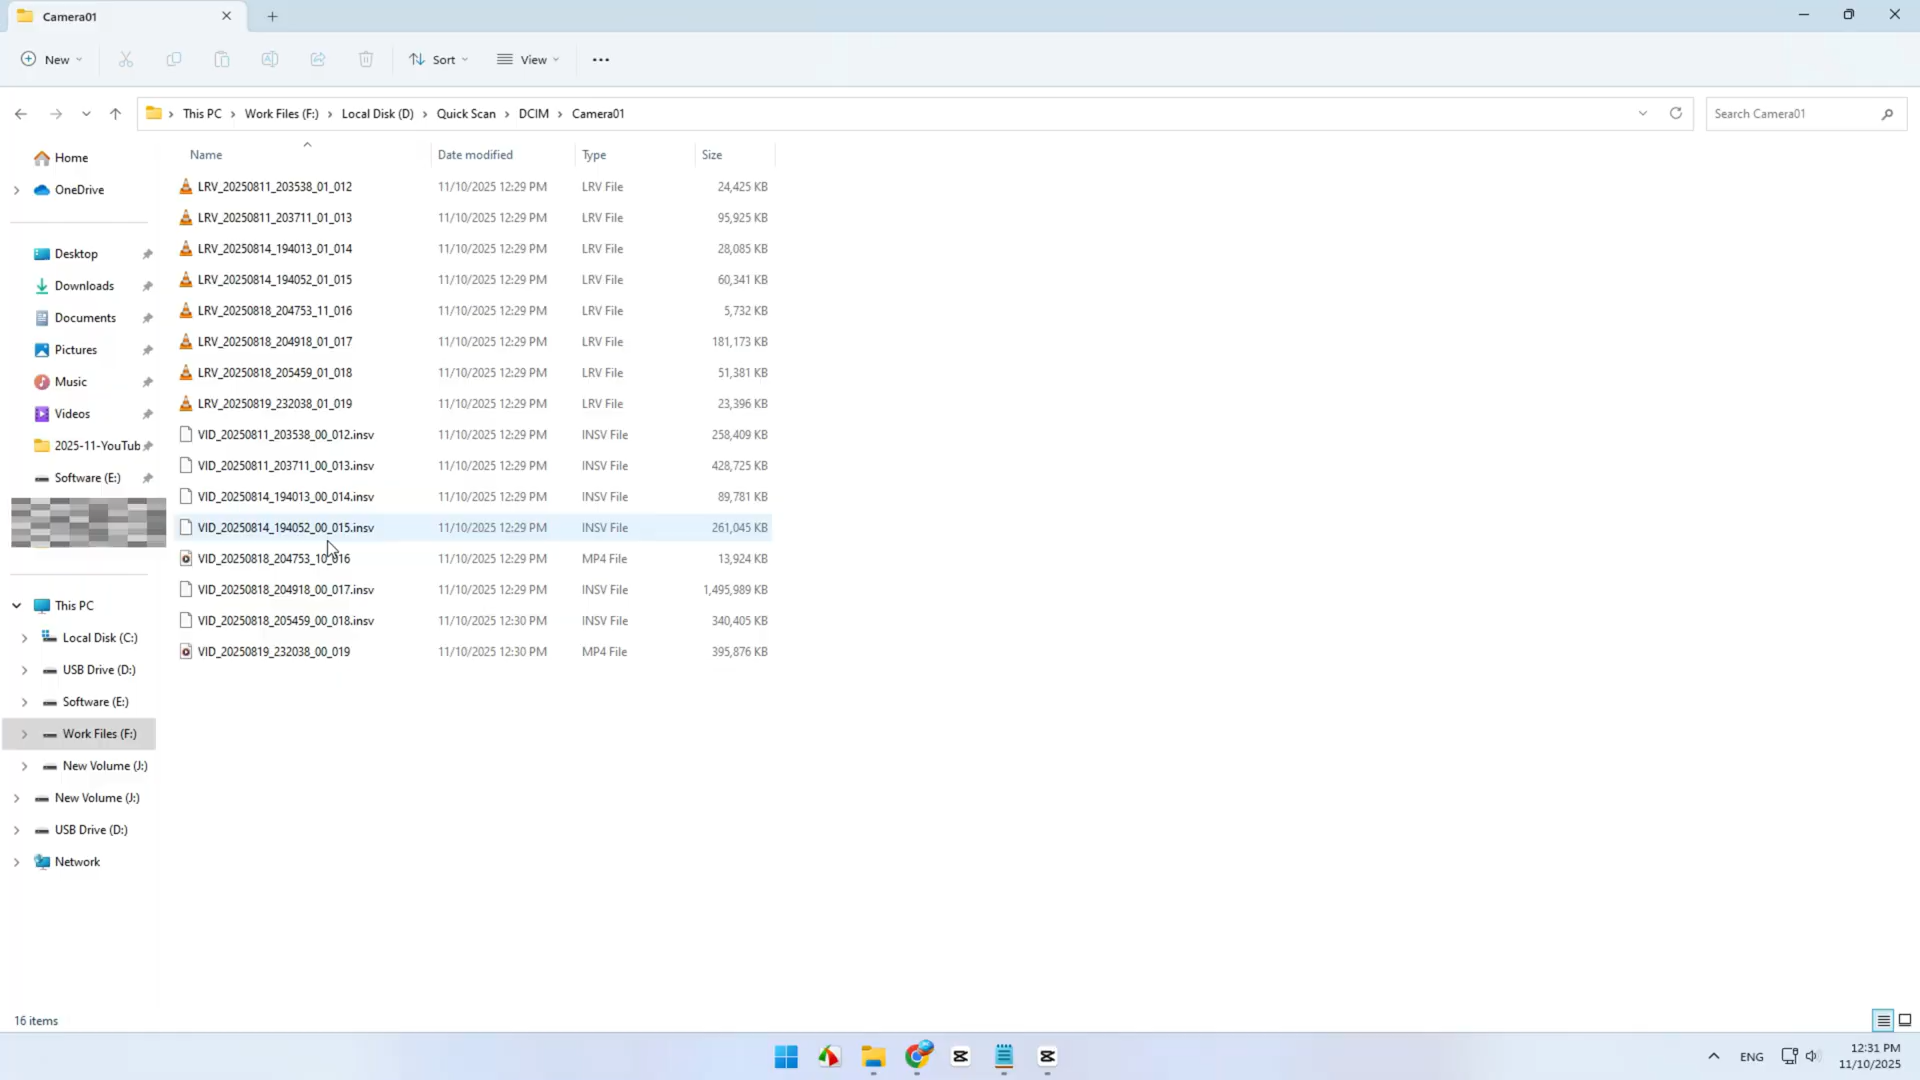 Camera01
New
Sort
View
This PC > Work Files (F:) > Local Disk (D) > Quick Scan > DCIM > Camera01
Search Camera01
Name Date modified Type Size
LRV_20250811_203538_01_012 11/10/2025 12:29 PM LRV File 24,425 KB
LRV_20250811_203711_01_013 11/10/2025 12:29 PM LRV File 95,925 KB
LRV_20250814_194013_01_014 11/10/2025 12:29 PM LRV File 28,085 KB
LRV_20250814_194052_01_015 11/10/2025 12:29 PM LRV File 60,341 KB
LRV_20250818_204753_11_016 11/10/2025 12:29 PM LRV File 5,732 KB
LRV_20250818_204918_01_017 11/10/2025 12:29 PM LRV File 181,173 KB
LRV_20250818_205459_01_018 11/10/2025 12:29 PM LRV File 51,381 KB
LRV_20250819_232038_01_019 11/10/2025 12:29 PM LRV File 23,396 KB
VID_20250811_203538_00_012.insv 11/10/2025 12:29 PM INSV File 258,409 KB
VID_20250811_203711_00_013.insv 11/10/2025 12:29 PM INSV File 428,725 KB
VID_20250814_194013_00_014.insv 11/10/2025 12:29 PM INSV File 89,781 KB
VID_20250814_194052_00_015.insv 11/10/2025 12:29 PM INSV File 261,045 KB
VID_20250818_204753_10_016 11/10/2025 12:29 PM MP4 File 13,924 KB
VID_20250818_204918_00_017.insv 11/10/2025 12:29 PM INSV File 1,495,989 KB
VID_20250818_205459_00_018.insv 11/10/2025 12:30 PM INSV File 340,405 KB
VID_20250819_232038_00_019 11/10/2025 12:30 PM MP4 File 395,876 KB
Home
OneDrive
Desktop
Downloads
Documents
Pictures
Music
Videos
2025-11-YouTub
Software (E:)
This PC
Local Disk (C:)
USB Drive (D:)
Software (E:)
Work Files (F:)
New Volume (J:)
New Volume (J:)
USB Drive (D:)
Network
16 items
ENG
12:31 PM
11/10/2025